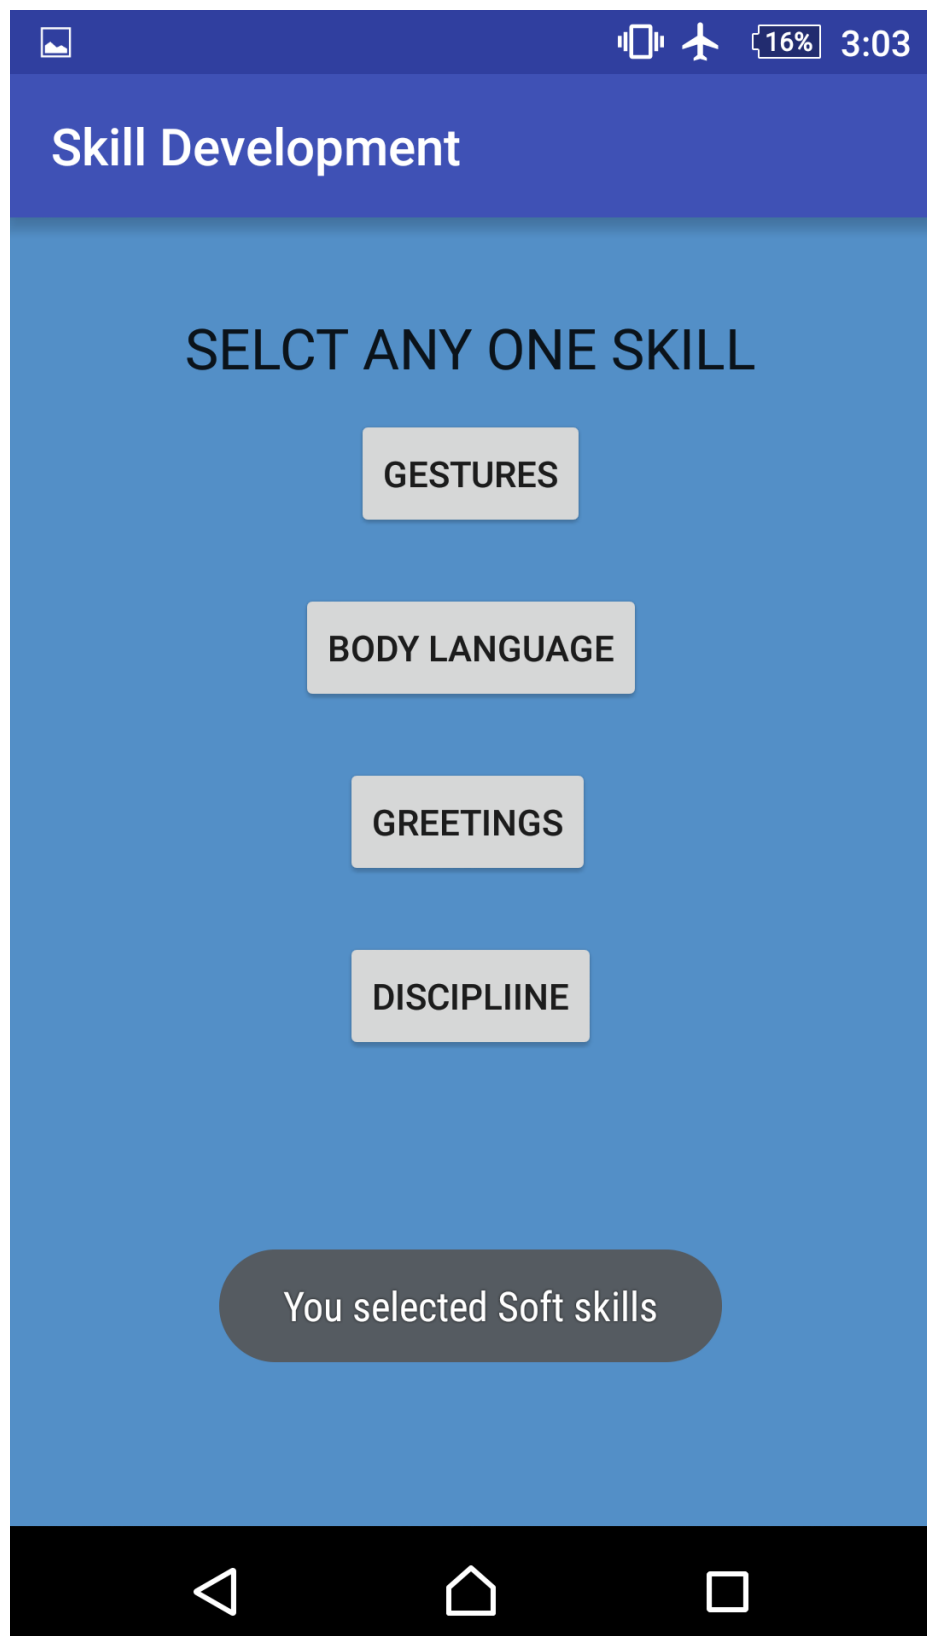 16% 3:03
Skill Development
SELCT ANY ONE SKILL
GESTURES
BODY LANGUAGE
GREETINGS
DISCIPLIINE
You selected Soft skills